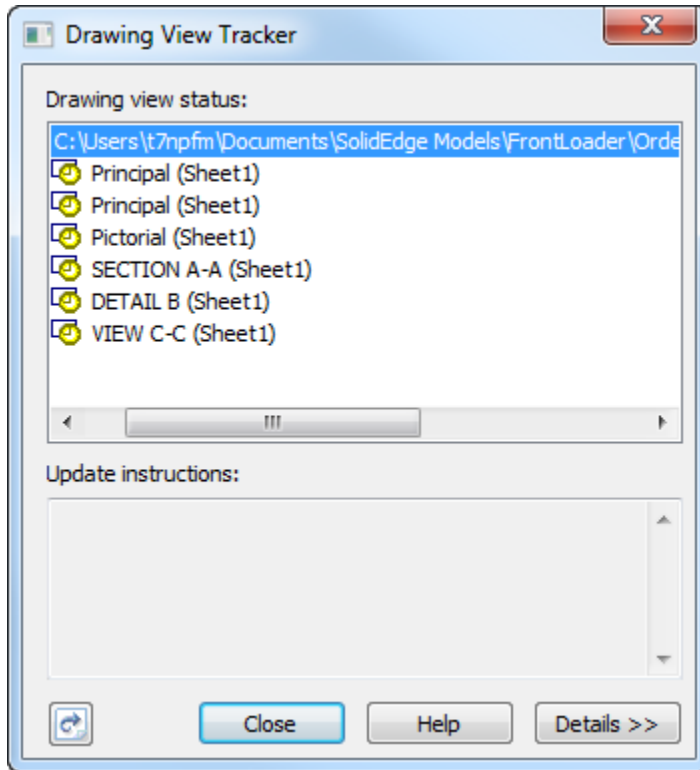 Drawing View Tracker
Drawing view status:
C:\Users\t7npfm\Documents\SolidEdge Models\FrontLoader\Orde
Principal (Sheet1)
Principal (Sheet1)
Pictorial (Sheet1)
SECTION A-A (Sheet1)
DETAIL B (Sheet1)
VIEW C-C (Sheet1)
Update instructions:
Close Help Details >>